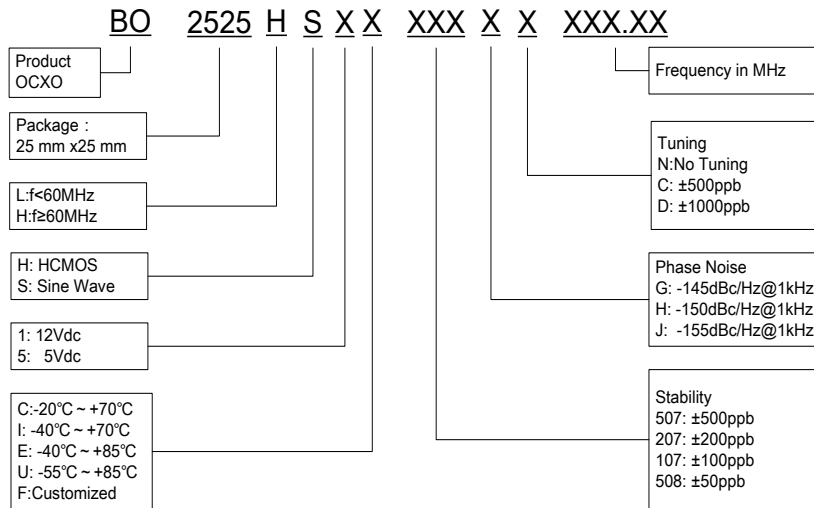 BO 2525 H S X X XXX X X XXX.XX
Product
OCXO
Package :
25 mm x25 mm
L:f<60MHz
H:f≥60MHz
H: HCMOS
S: Sine Wave
1: 12Vdc
5: 5Vdc
C:-20℃ ~ +70℃
I: -40℃ ~ +70℃
E: -40℃ ~ +85℃
U: -55℃ ~ +85℃
F:Customized
Frequency in MHz
Tuning
N:No Tuning
C: ±500ppb
D: ±1000ppb
Phase Noise
G: -145dBc/Hz@1kHz
H: -150dBc/Hz@1kHz
J: -155dBc/Hz@1kHz
Stability
507: ±500ppb
207: ±200ppb
107: ±100ppb
508: ±50ppb